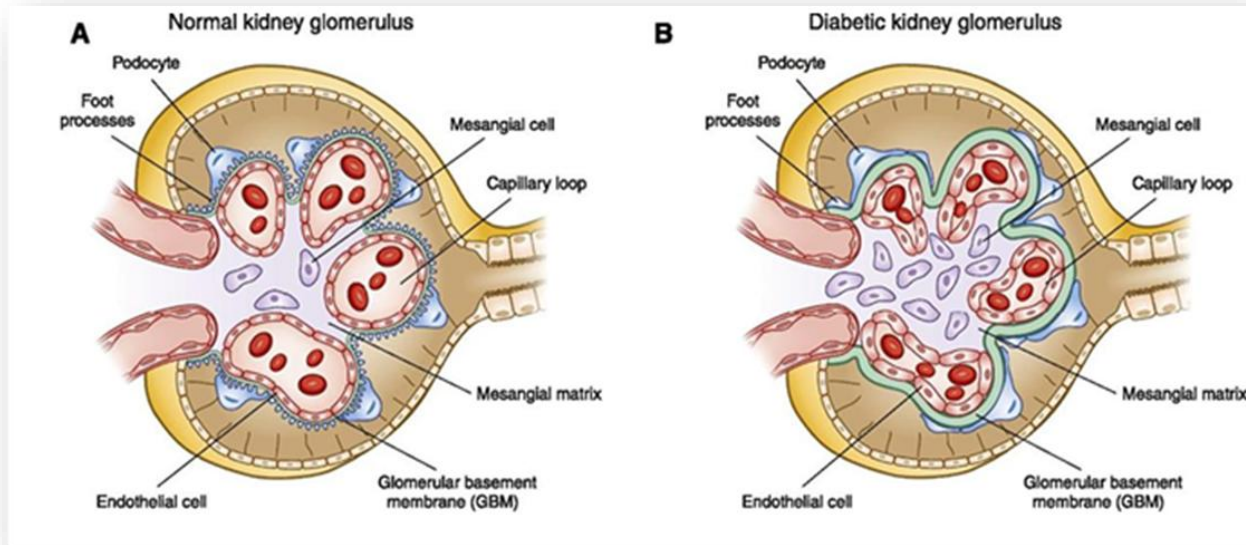 A
Normal kidney glomerulus
Podocyte
Foot
processes
Mesangial cell
Capillary loop
Mesangial matrix
Glomerular basement
membrane (GBM)
Endothelial cell
B
Diabetic kidney glomerulus
Podocyte
Foot
processes
Mesangial cell
Capillary loop
Mesangial matrix
Glomerular basement
membrane (GBM)
Endothelial cell